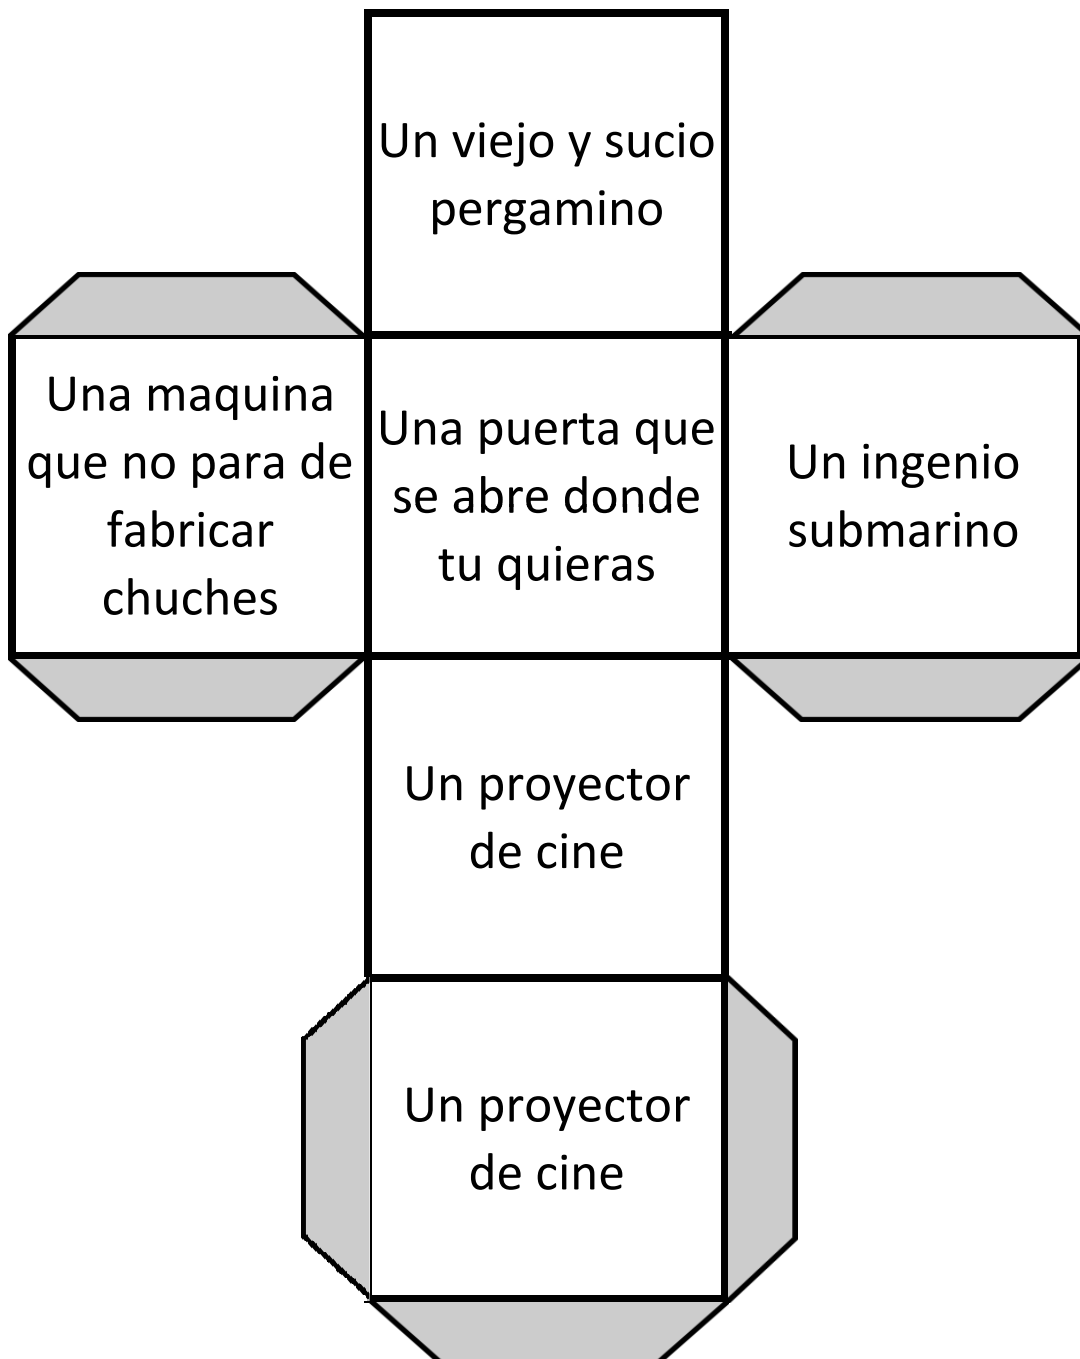 Un viejo y sucio
pergamino
Una maquina
que no para de
fabricar
chuches
Una puerta que
se abre donde
tu quieras
Un ingenio
submarino
Un proyector
de cine
Un proyector
de cine